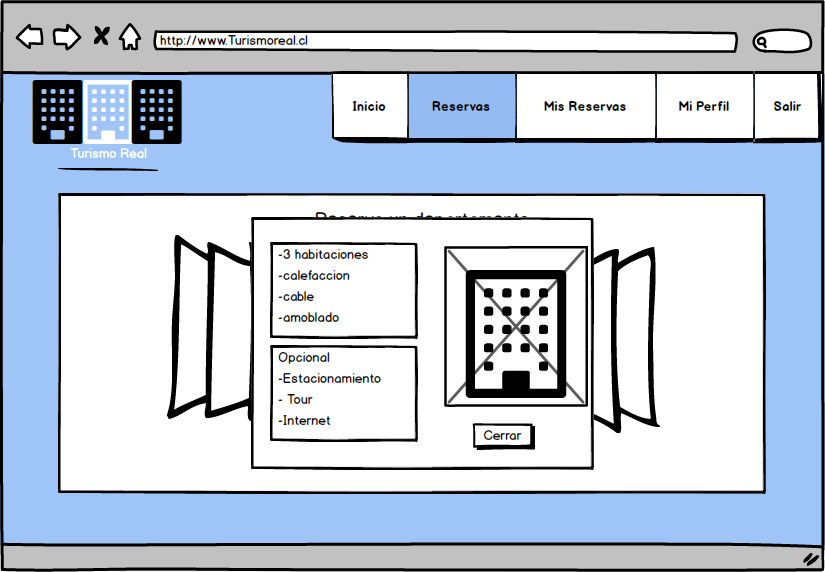 http://www.Turismoreal.cl
Inicio
Reservas
Mis Reservas
Mi Perfil
Salir
Turismo Real
-3 habitaciones
-calefaccion
-cable
-amoblado
Opcional
-Estacionamiento
- Tour
-Internet
Cerrar